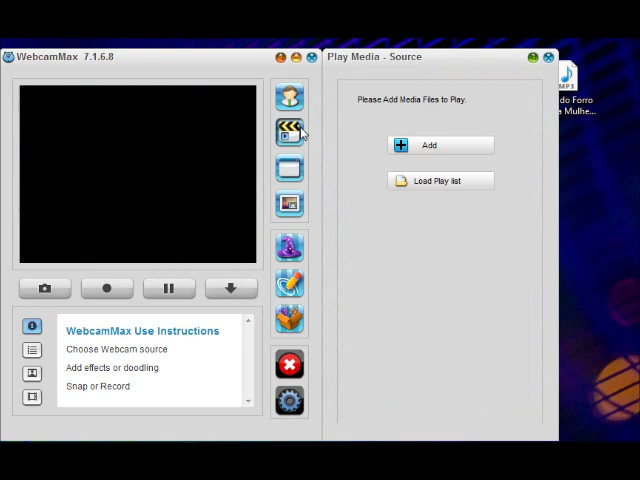 WebcamMax 7.1.6.8
Play Media - Source
Please Add Media Files to Play.
Add
Load Play list
WebcamMax Use Instructions
Choose Webcam source
Add effects or doodling
Snap or Record
MP3
do Forro
a Mulhe...